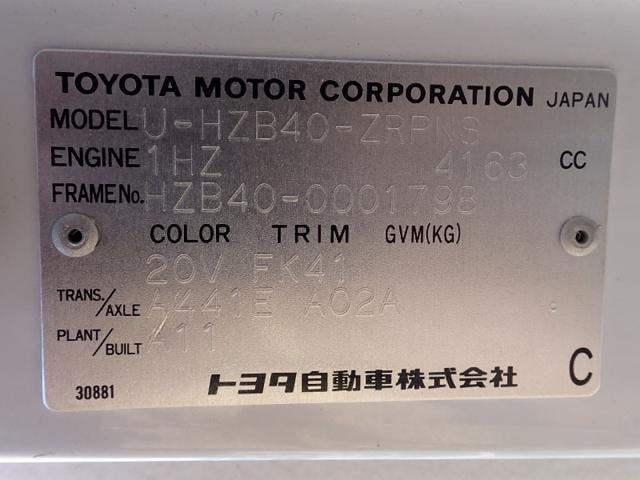 TOYOTA MOTOR CORPORATION JAPAN
MODEL U-HZB40-ZRPNS
ENGINE 1HZ 4163 CC
FRAME No. HZB40-0001798
COLOR TRIM GVM(KG)
20V FK41
TRANS./AXLE A441E A02A
PLANT/BUILT A11
30881 トヨタ自動車株式会社 C